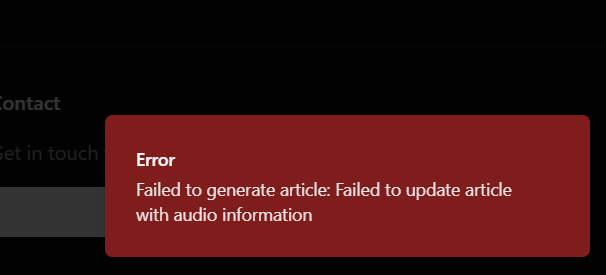 Contact
Get in touch
Error
Failed to generate article: Failed to update article
with audio information